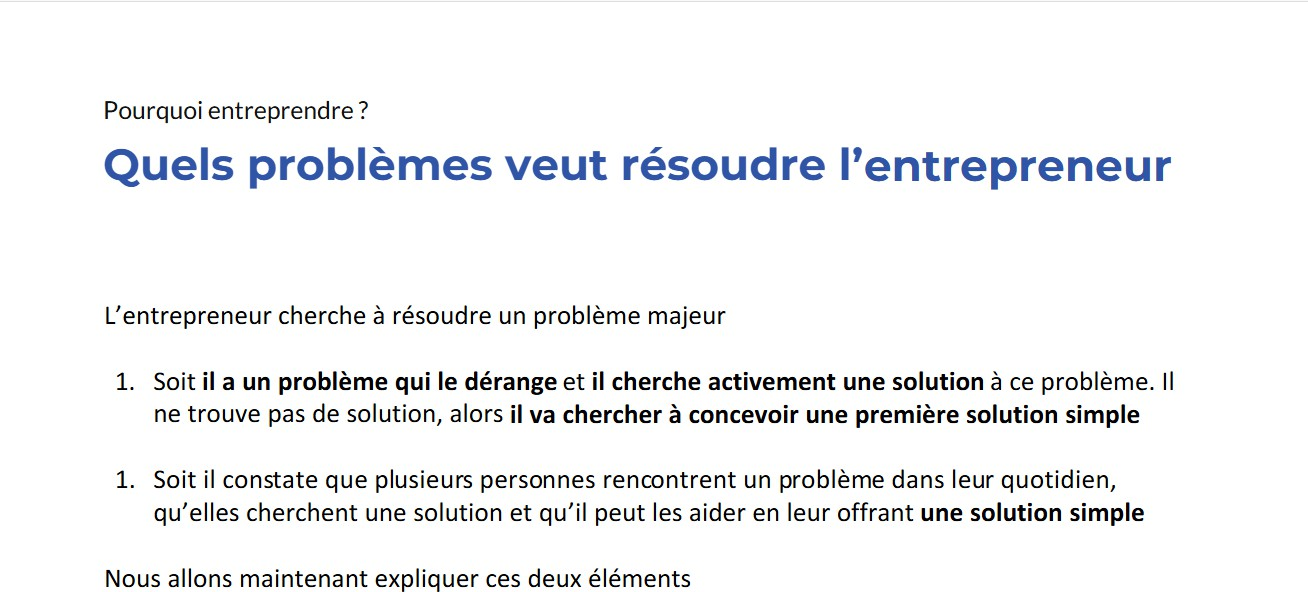 Pourquoi entreprendre ?
Quels problèmes veut résoudre l’entrepreneur
L’entrepreneur cherche à résoudre un problème majeur
1. Soit il a un problème qui le dérange et il cherche activement une solution à ce problème. Il
ne trouve pas de solution, alors il va chercher à concevoir une première solution simple
1. Soit il constate que plusieurs personnes rencontrent un problème dans leur quotidien,
qu’elles cherchent une solution et qu’il peut les aider en leur offrant une solution simple
Nous allons maintenant expliquer ces deux éléments